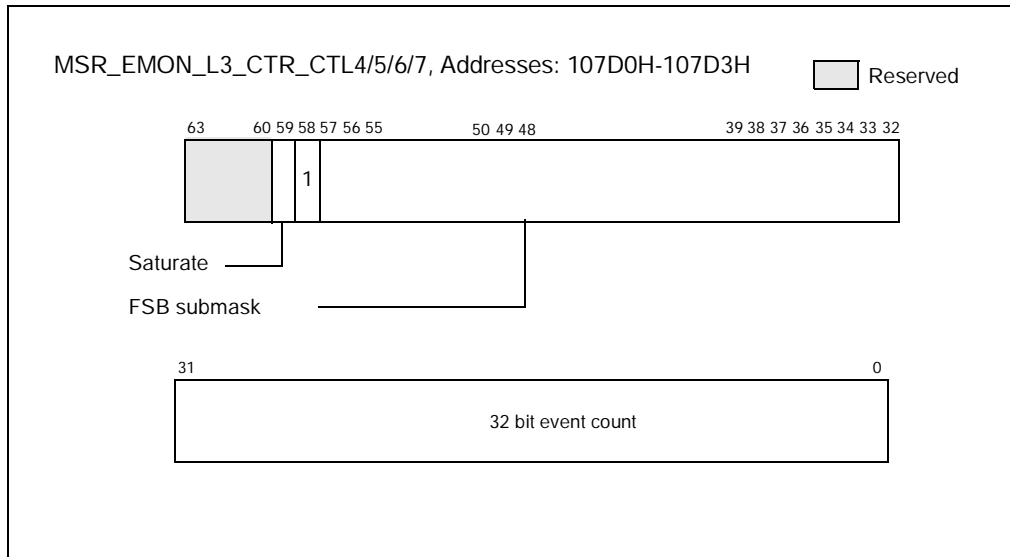 MSR_EMON_L3_CTR_CTL4/5/6/7, Addresses: 107D0H-107D3H Reserved
63 60 59 58 57 56 55 50 49 48 39 38 37 36 35 34 33 32
1
Saturate
FSB submask
31 0
32 bit event count